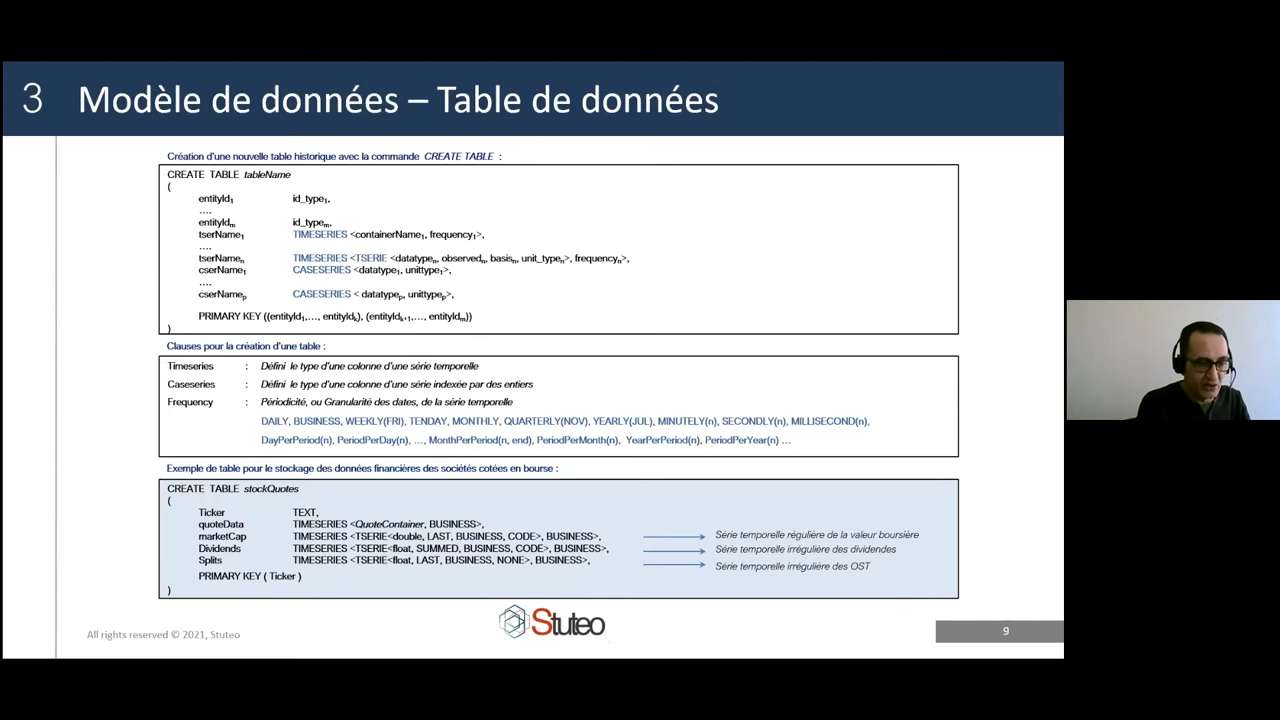 3 Modèle de données – Table de données
Création d'une nouvelle table historique avec la commande CREATE TABLE :
CREATE TABLE tableName
(
entityId1 id_type1,
....
entityIdm id_typem,
tserName1 TIMESERIES <containerName1, frequency1>,
....
tserNamen TIMESERIES <TSERIE <datatypen, observedn, basisn, unit_typen>, frequencyn>,
cserName1 CASESERIES <datatype1, unittype1>,
....
cserNamep CASESERIES < datatypep, unittypep>,
PRIMARY KEY ((entityId1,…, entityIdk), (entityIdk+1,…, entityIdm))
)
Clauses pour la création d'une table :
Timeseries : Défini le type d'une colonne d'une série temporelle
Caseseries : Défini le type d'une colonne d'une série indexée par des entiers
Frequency : Périodicité, ou Granularité des dates, de la série temporelle
DAILY, BUSINESS, WEEKLY(FRI), TENDAY, MONTHLY, QUARTERLY(NOV), YEARLY(JUL), MINUTELY(n), SECONDLY(n), MILLISECOND(n),
DayPerPeriod(n), PeriodPerDay(n), …, MonthPerPeriod(n, end), PeriodPerMonth(n), YearPerPeriod(n), PeriodPerYear(n) …
Exemple de table pour le stockage des données financières des sociétés cotées en bourse :
CREATE TABLE stockQuotes
(
Ticker TEXT,
quoteData TIMESERIES <QuoteContainer, BUSINESS>,
marketCap TIMESERIES <TSERIE<double, LAST, BUSINESS, CODE>, BUSINESS>, Série temporelle régulière de la valeur boursière
Dividends TIMESERIES <TSERIE<float, SUMMED, BUSINESS, CODE>, BUSINESS>, Série temporelle irrégulière des dividendes
Splits TIMESERIES <TSERIE<float, LAST, BUSINESS, NONE>, BUSINESS>, Série temporelle irrégulière des OST
PRIMARY KEY ( Ticker )
)
All rights reserved © 2021, Stuteo
Stuteo
9